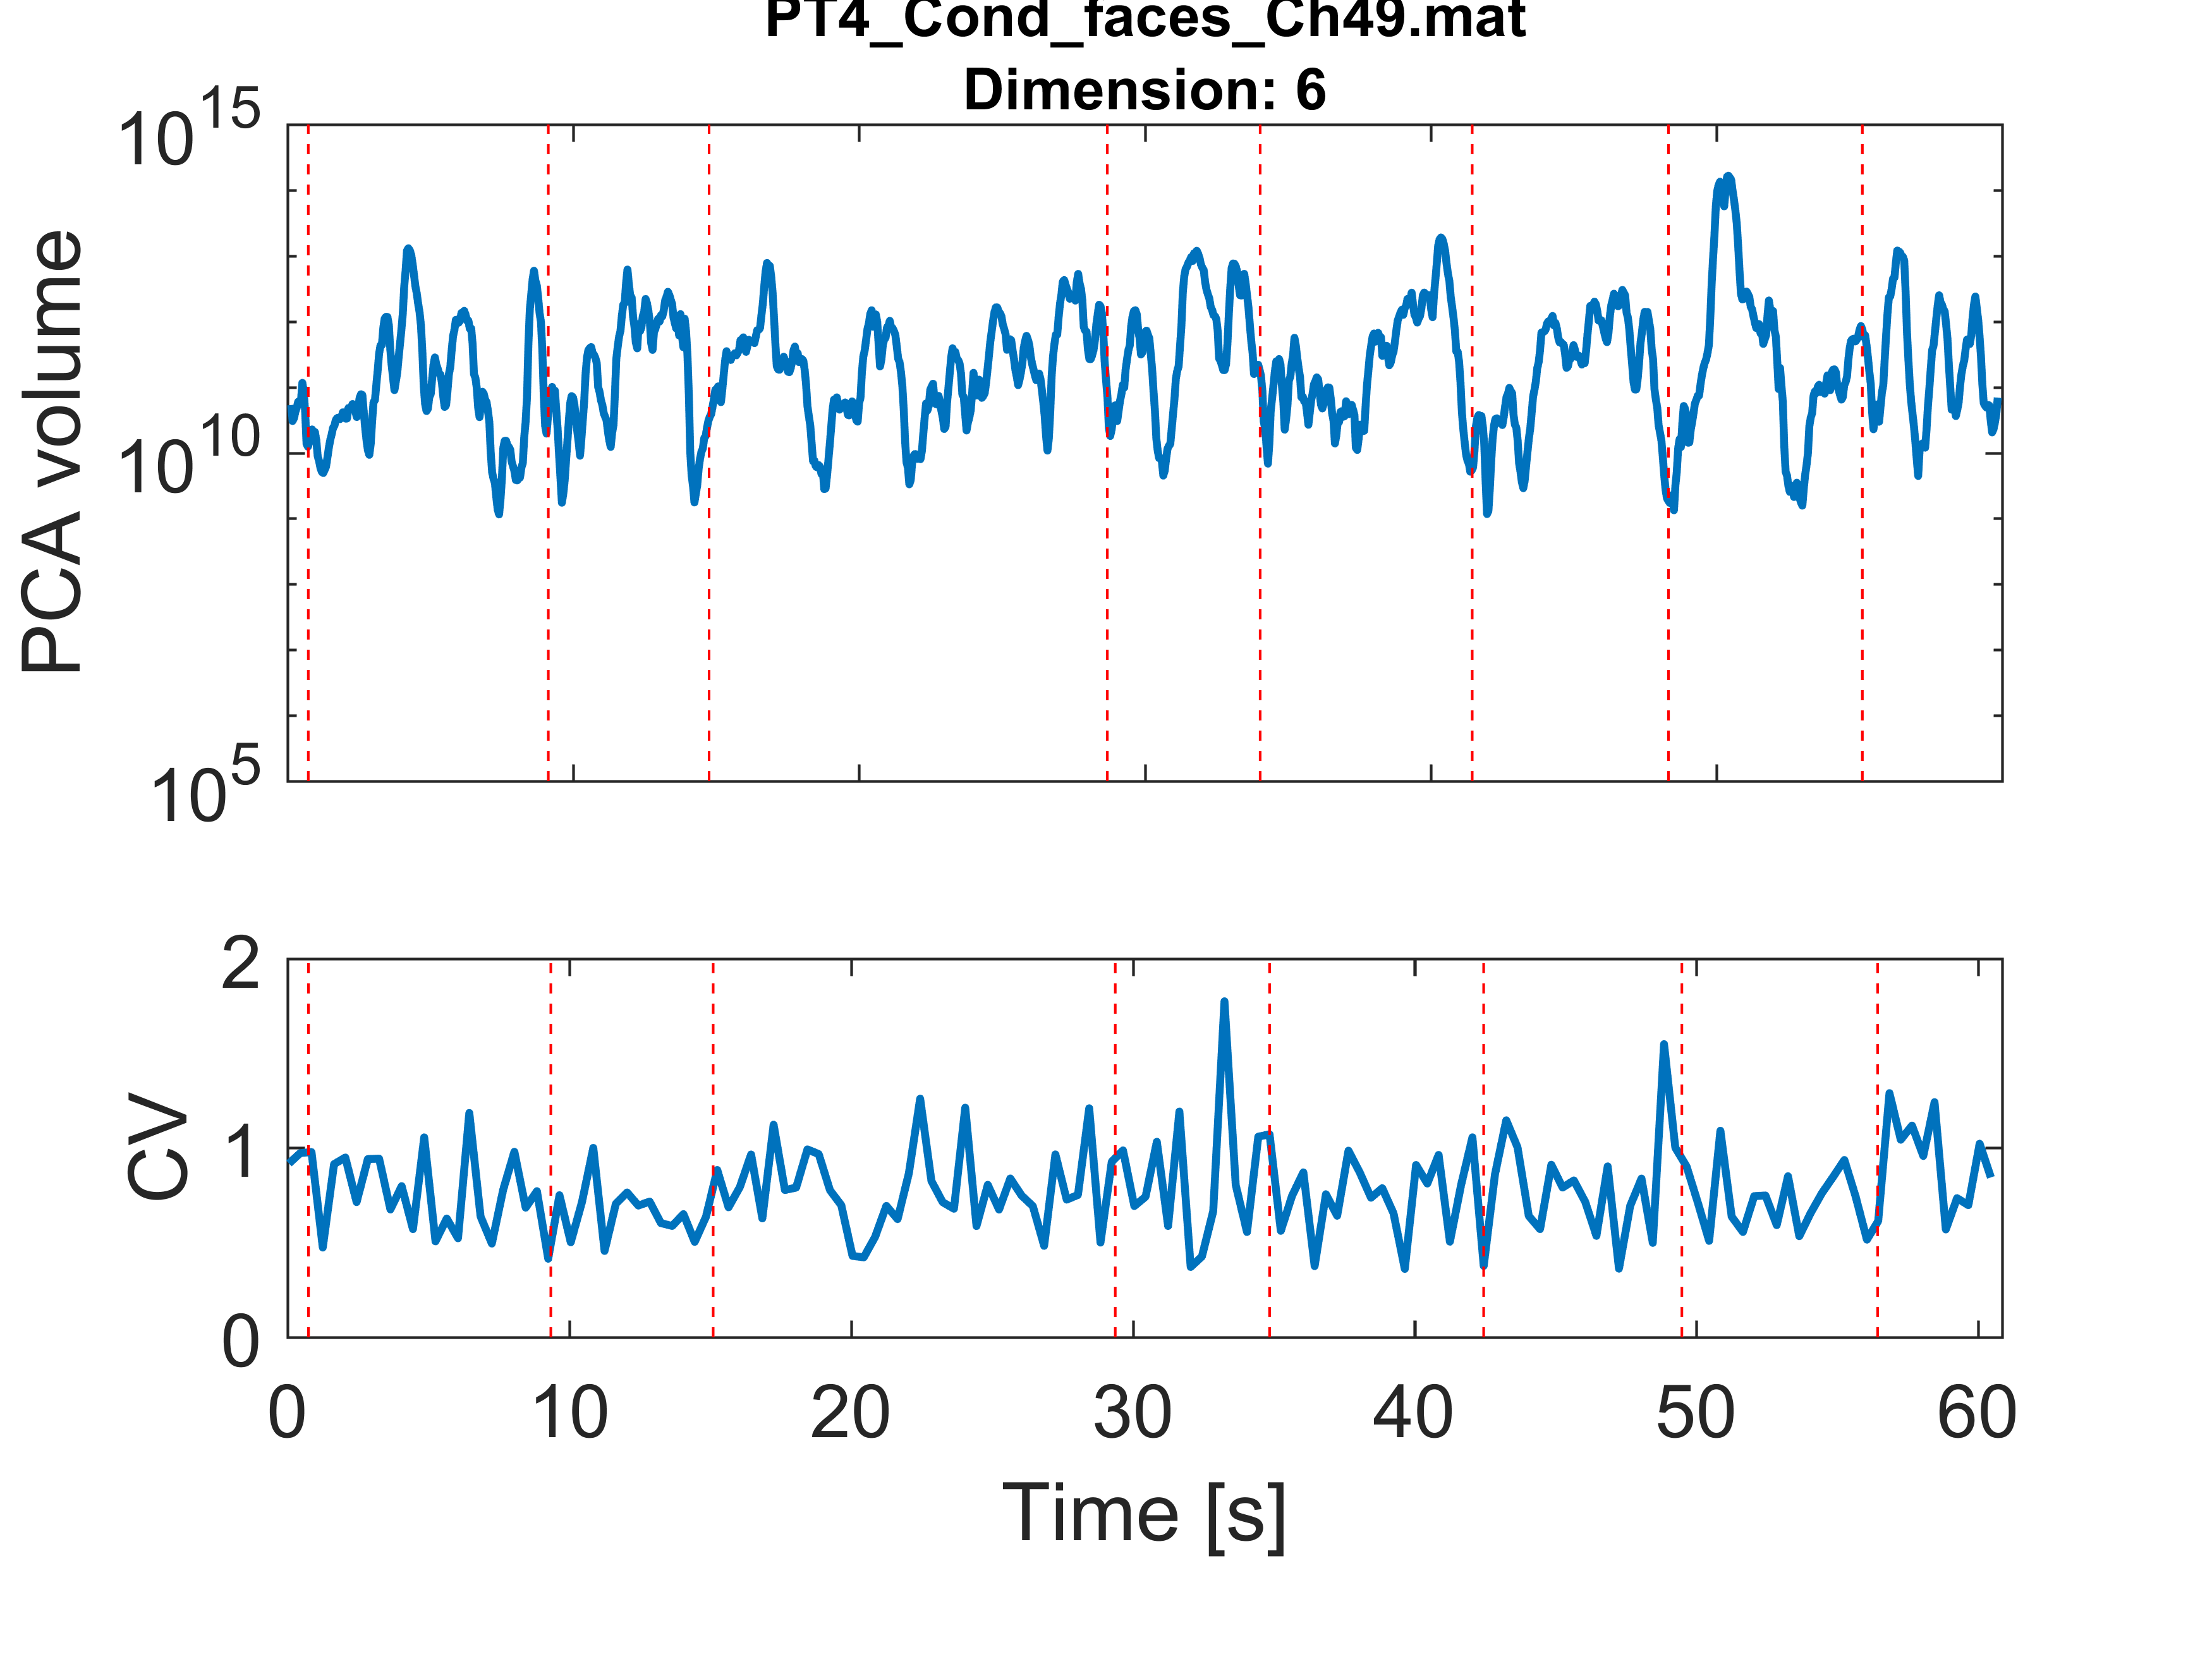 PT4_Cond_faces_Ch49.mat
Dimension: 6
10^15
10^10
10^5
PCA volume
2
1
0
CV
0 10 20 30 40 50 60
Time [s]